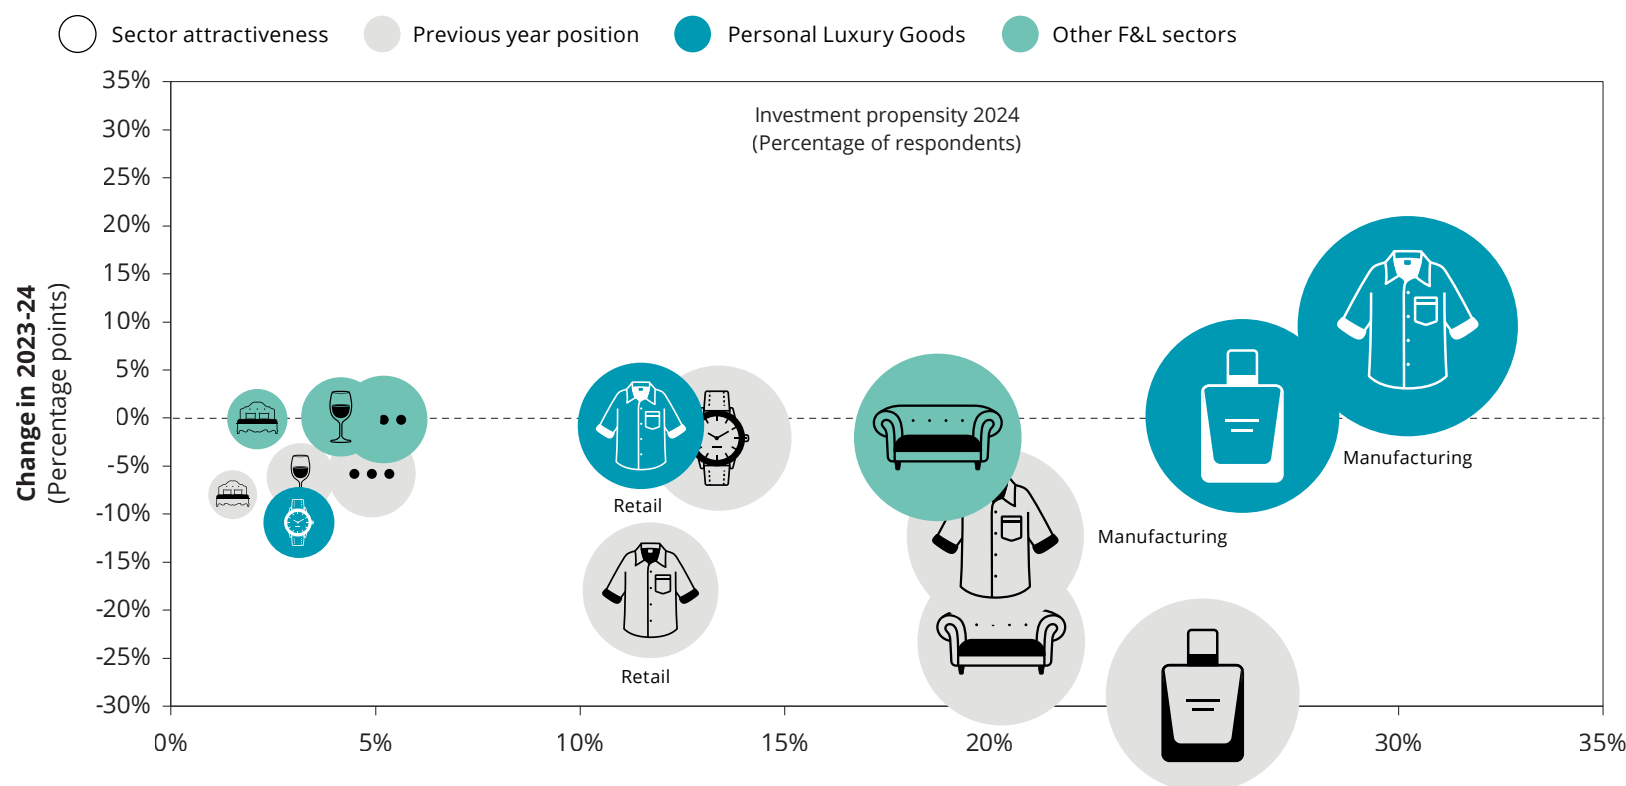 Sector attractiveness
Previous year position
Personal Luxury Goods
Other F&L sectors
Investment propensity 2024
(Percentage of respondents)
Change in 2023-24
(Percentage points)
35%
30%
25%
20%
15%
10%
5%
0%
-5%
-10%
-15%
-20%
-25%
-30%
Retail
Retail
Manufacturing
Manufacturing
0%
5%
10%
15%
20%
30%
35%